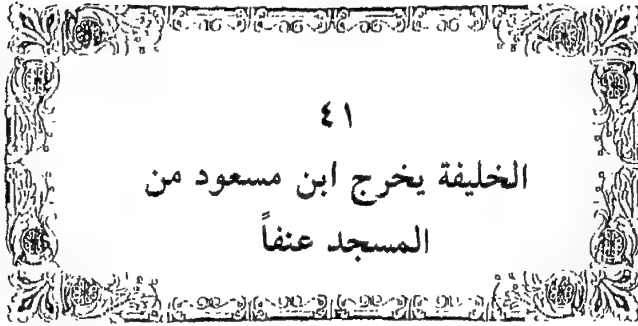 ٤١
الخليفة يخرج ابن مسعود من
المسجد عنفاً